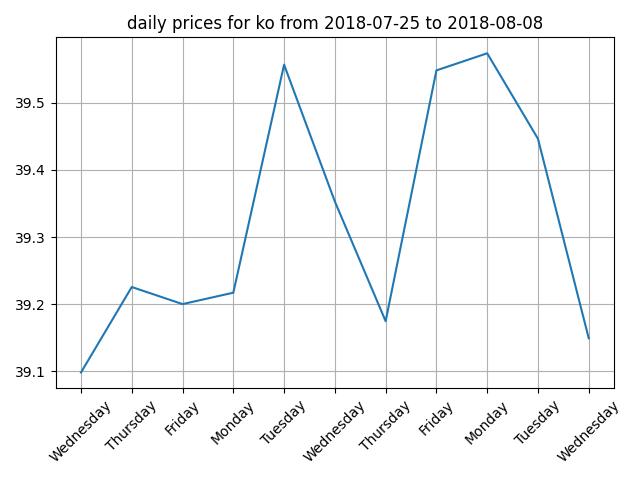 daily prices for ko from 2018-07-25 to 2018-08-08
39.5
39.4
39.3
39.2
39.1
Wednesday
Thursday
Friday
Monday
Tuesday
Wednesday
Thursday
Friday
Monday
Tuesday
Wednesday